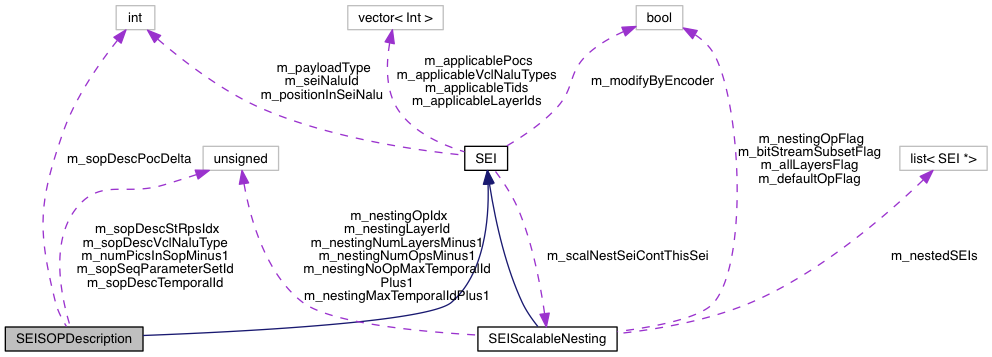 int
vector< Int >
bool
m_payloadType
m_seiNaluId
m_positionInSeiNalu
m_applicablePocs
m_applicableVclNaluTypes
m_applicableTids
m_applicableLayerIds
m_modifyByEncoder
m_sopDescPocDelta
unsigned
SEI
m_nestingOpFlag
m_bitStreamSubsetFlag
m_allLayersFlag
m_defaultOpFlag
list< SEI *>
m_sopDescStRpsIdx
m_sopDescVclNaluType
m_numPicsInSopMinus1
m_sopSeqParameterSetId
m_sopDescTemporalId
m_nestingOpIdx
m_nestingLayerId
m_nestingNumLayersMinus1
m_nestingNumOpsMinus1
m_nestingNoOpMaxTemporalId
Plus1
m_nestingMaxTemporalIdPlus1
m_scalNestSeiContThisSei
m_nestedSEIs
SEISOPDescription
SEIScalableNesting